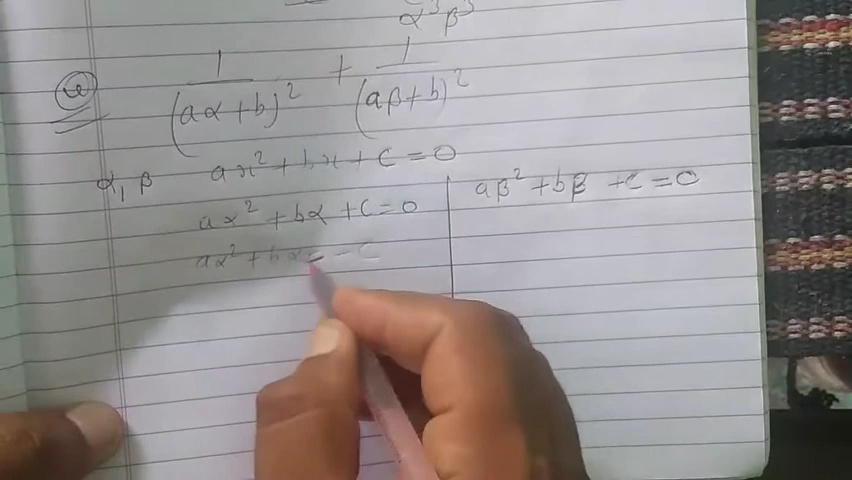 α³β³
1/(aα+b)² + 1/(aβ+b)²
α, β ax² + bx + c = 0
aα² + bα + c = 0
aβ² + bβ + c = 0
aα² + bα = -c